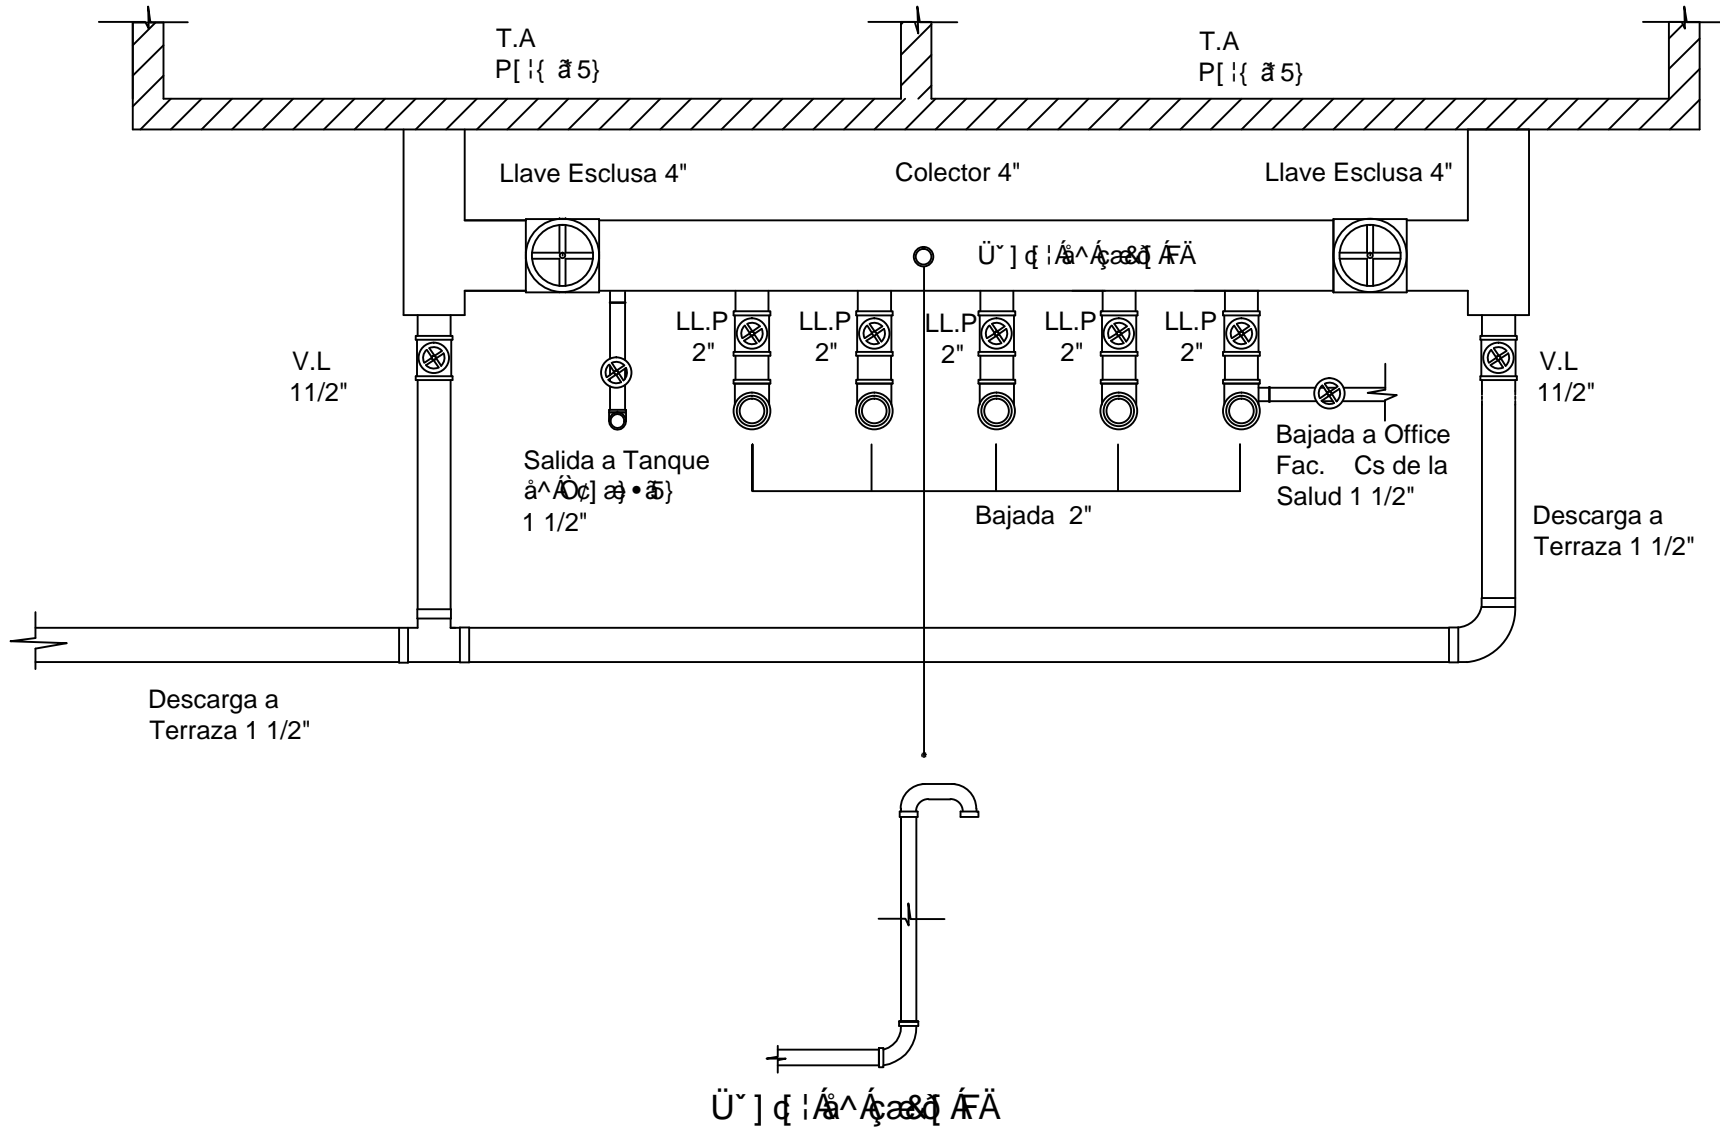 T.A
T.A
Llave Esclusa 4"
Colector 4"
Llave Esclusa 4"
LL.P
2"
LL.P
2"
LL.P
2"
LL.P
2"
LL.P
2"
V.L
11/2"
V.L
11/2"
Salida a Tanque
1 1/2"
Bajada 2"
Bajada a Office
Fac. Cs de la
Salud 1 1/2"
Descarga a
Terraza 1 1/2"
Descarga a
Terraza 1 1/2"